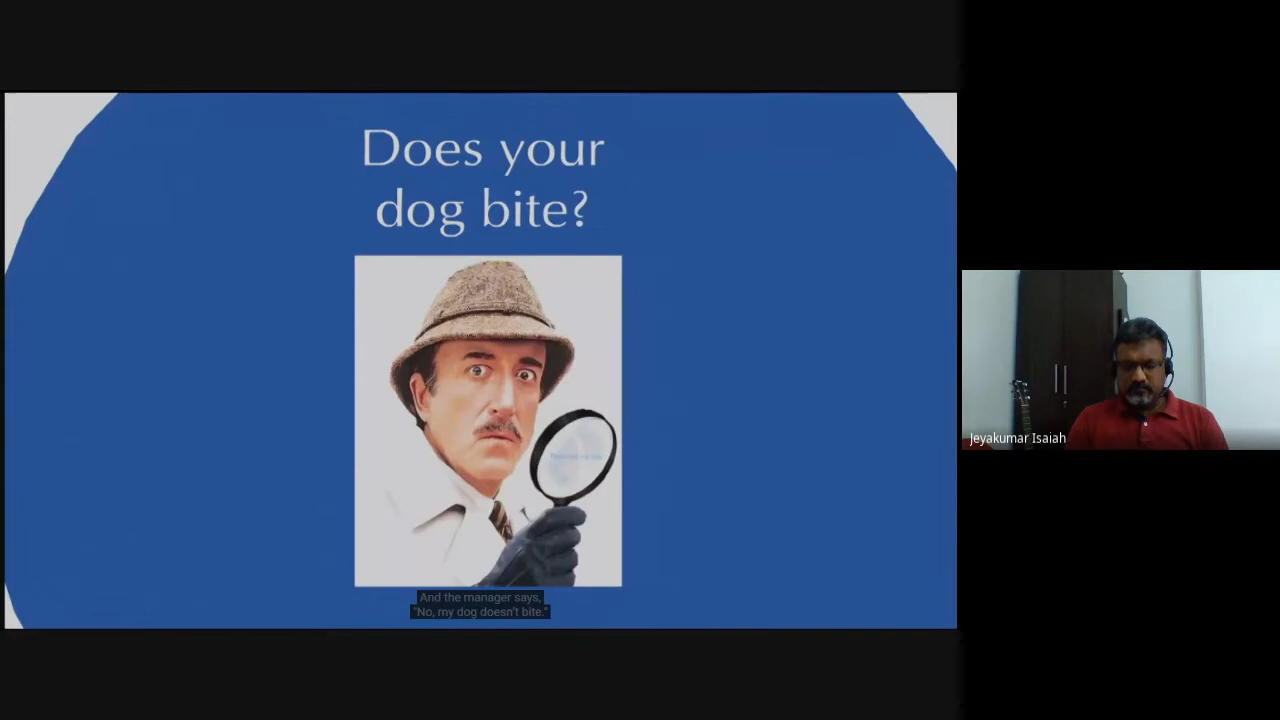 Does your
dog bite?
And the manager says,
"No, my dog doesn't bite."
Jeyakumar Isaiah